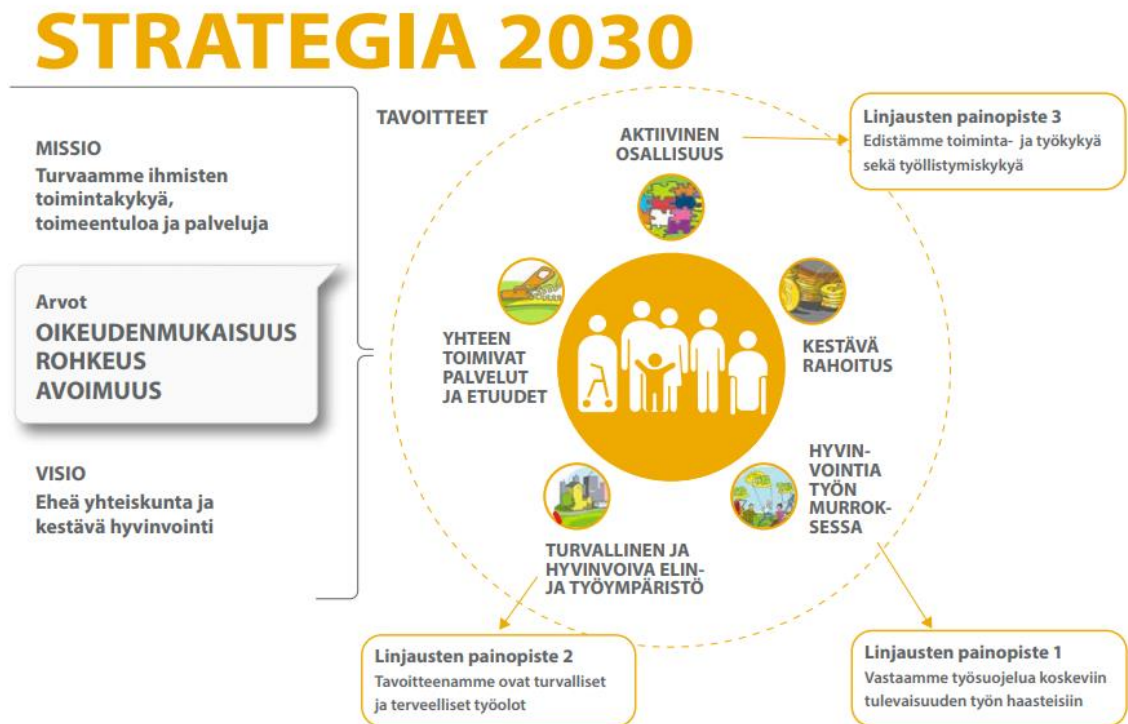 STRATEGIA 2030
MISSIO
Turvaamme ihmisten
toimintakykyä,
toimeentuloa ja palveluja
Arvot
OIKEUDENMUKAISUUS
ROHKEUS
AVOIMUUS
VISIO
Eheä yhteiskunta ja
kestävä hyvinvointi
TAVOITTEET
AKTIIVINEN
OSALLISUUS
Linjausten painopiste 3
Edistämme toiminta- ja työkykyä
sekä työllistymiskykyä
YHTEEN
TOIMIVAT
PALVELUT
JA ETUUDET
KESTÄVÄ
RAHOITUS
HYVIN-
VOINTIA
TYÖN
MURROK-
SESSA
TURVALLINEN JA
HYVINVOIVA ELIN-
JA TYÖYMPÄRISTÖ
Linjausten painopiste 2
Tavoitteenamme ovat turvalliset
ja terveelliset työolot
Linjausten painopiste 1
Vastaamme työsuojelua koskeviin
tulevaisuuden työn haasteisiin